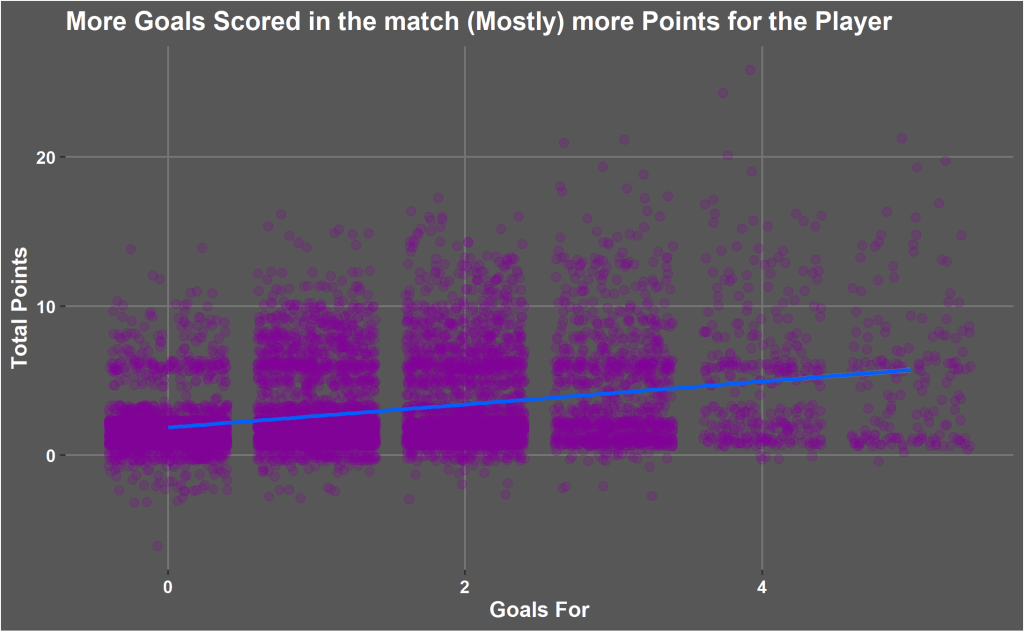 More Goals Scored in the match (Mostly) more Points for the Player
Total Points
20
10
0
0
2
4
Goals For